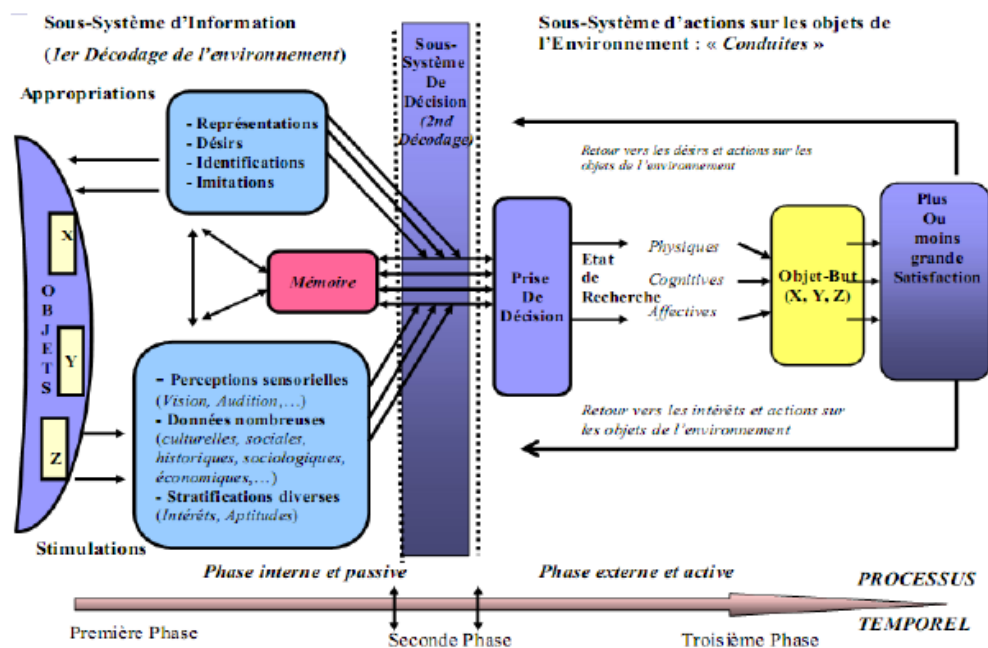 Sous-Système d'Information
(1er Décodage de l'environnement)
Appropriations
- Représentations
- Désirs
- Identifications
- Imitations
X
Y
Z
OBJETS
Mémoire
– Perceptions sensorielles
(Vision, Audition,…)
- Données nombreuses
(culturelles, sociales,
historiques, sociologiques,
économiques,…)
- Stratifications diverses
(Intérêts, Aptitudes)
Stimulations
Sous-
Système
De
Décision
(2nd
Décodage)
Sous-Système d'actions sur les objets de
l'Environnement : « Conduites »
Retour vers les désirs et actions sur les
objets de l'environnement
Prise
De
Décision
Etat
de
Recherche
Physiques
Cognitives
Affectives
Objet-But
(X, Y, Z)
Plus
Ou
moins
grande
Satisfaction
Retour vers les intérêts et actions sur
les objets de l'environnement
Phase interne et passive
Phase externe et active
PROCESSUS
TEMPOREL
Première Phase
Seconde Phase
Troisième Phase